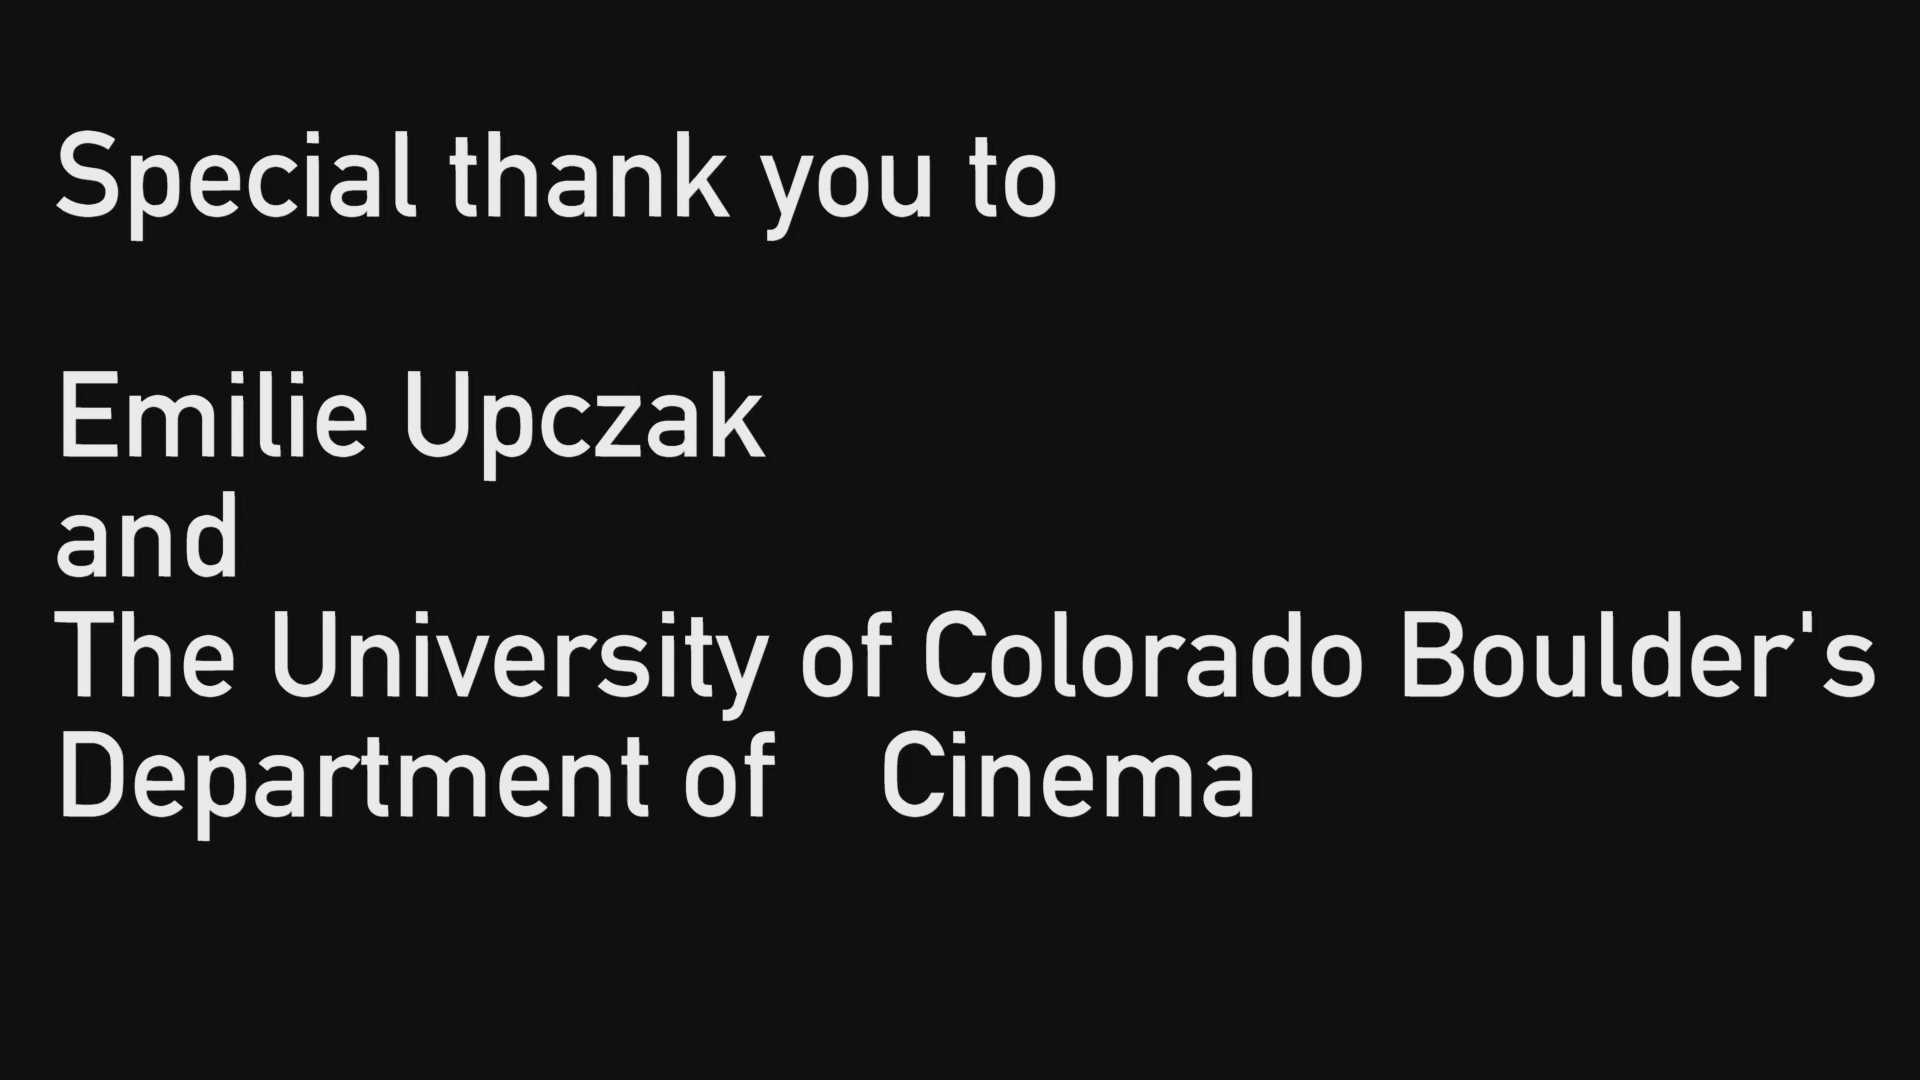 Special thank you to
Emilie Upczak
and
The University of Colorado Boulder's
Department of Cinema